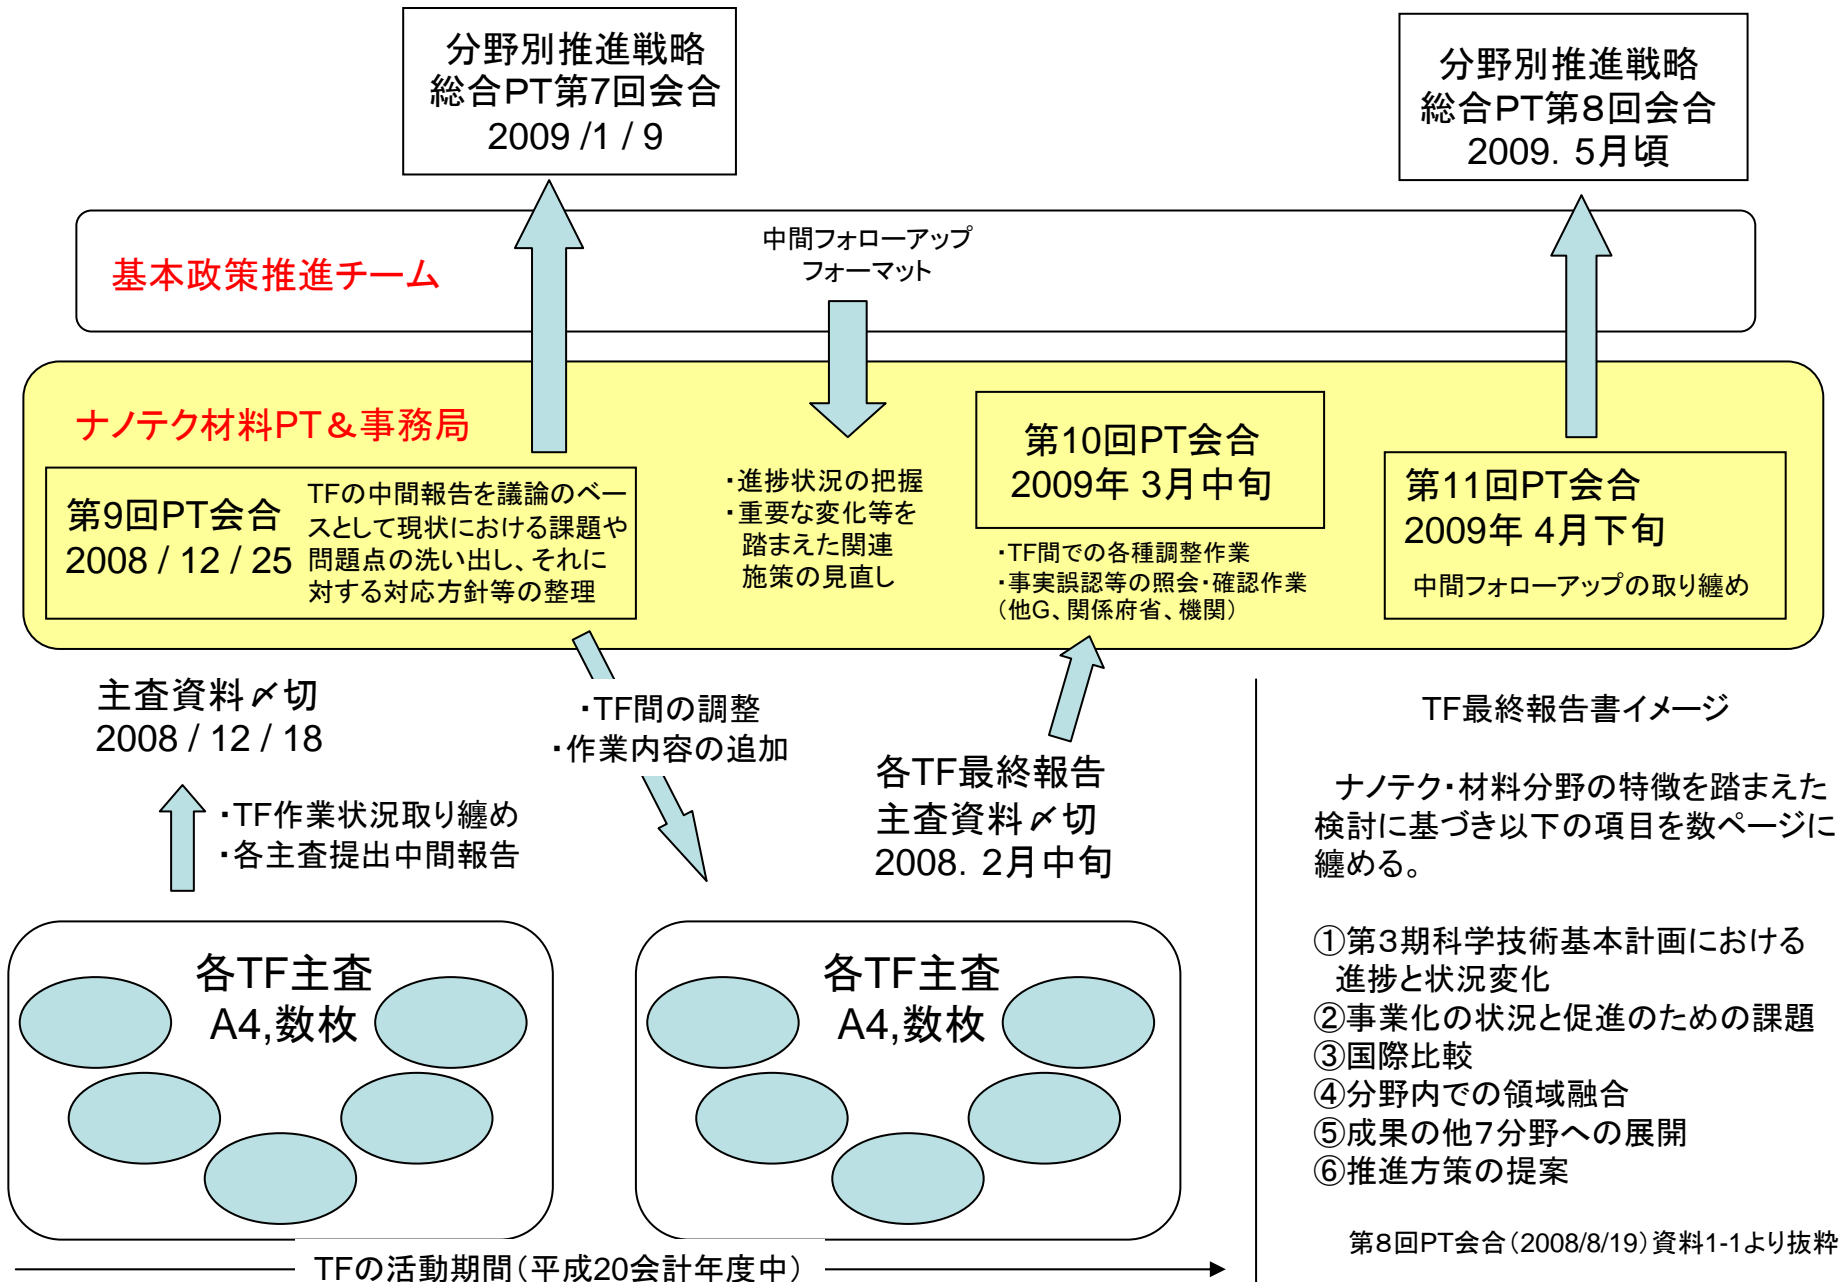 分野別推進戦略
総合PT第7回会合
2009 /1 / 9
分野別推進戦略
総合PT第８回会合
2009. 5月頃
基本政策推進チーム
中間フォローアップ
フォーマット
ナノテク材料PT＆事務局
第9回PT会合
2008 / 12 / 25
TFの中間報告を議論のベー
スとして現状における課題や
問題点の洗い出し、それに
対する対応方針等の整理
・進捗状況の把握
・重要な変化等を
踏まえた関連
施策の見直し
第10回PT会合
2009年 3月中旬
・TF間での各種調整作業
・事実誤認等の照会・確認作業
（他G、関係府省、機関）
第11回PT会合
2009年 4月下旬
中間フォローアップの取り纏め
主査資料〆切
2008 / 12 / 18
・TF作業状況取り纏め
・各主査提出中間報告
・TF間の調整
・作業内容の追加
各TF最終報告
主査資料〆切
2008. 2月中旬
各TF主査
A4,数枚
各TF主査
A4,数枚
TFの活動期間（平成20会計年度中）
TF最終報告書イメージ
ナノテク・材料分野の特徴を踏まえた
検討に基づき以下の項目を数ページに
纏める。
①第３期科学技術基本計画における
進捗と状況変化
②事業化の状況と促進のための課題
③国際比較
④分野内での領域融合
⑤成果の他７分野への展開
⑥推進方策の提案
第８回PT会合（2008/8/19）資料1-1より抜粋